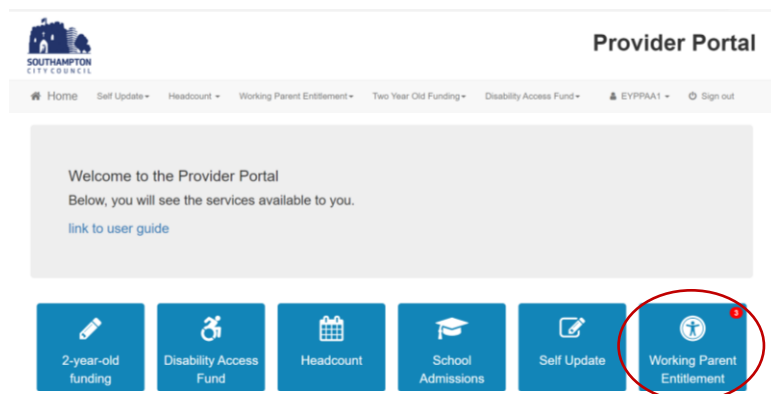 SOUTHAMPTON
CITY COUNCIL
Provider Portal
Home Self Update Headcount Working Parent Entitlement Two Year Old Funding Disability Access Fund EYPPAA1 Sign out
Welcome to the Provider Portal
Below, you will see the services available to you.
link to user guide
2-year-old
funding
Disability Access
Fund
Headcount
School
Admissions
Self Update
3
Working Parent
Entitlement